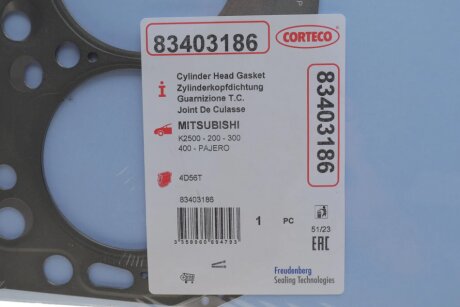 83403186
CORTECO
Cylinder Head Gasket
Zylinderkopfdichtung
Guarnizione T.C.
Joint De Culasse
MITSUBISHI
K2500 - 200 - 300
400 - PAJERO
83403186
4D56T
83403186
1 PC
51/23
EAC
Freudenberg
Sealing Technologies